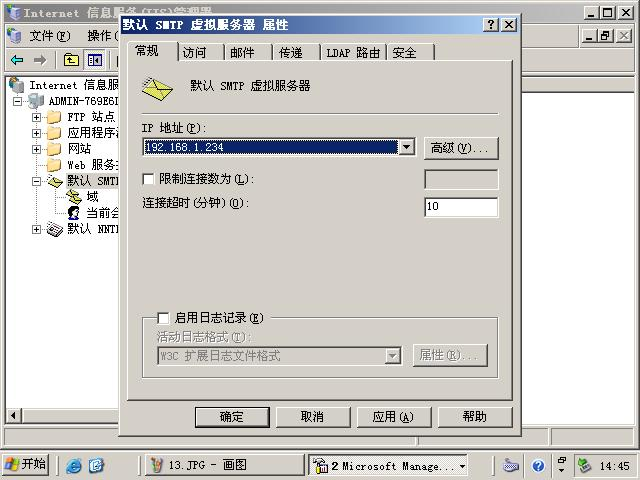 Internet 信息服务(IIS)管理器
默认 SMTP 虚拟服务器 属性
文件(F) 操作(
常规 访问 邮件 传递 LDAP 路由 安全
Internet 信息服
ADMIN-769E6
FTP 站点
应用程序
网站
Web 服务
默认 SMT
域
当前会
默认 NNT
默认 SMTP 虚拟服务器
IP 地址(P):
192.168.1.234
高级(V)...
限制连接数为(L):
连接超时(分钟)(O):
10
启用日志记录(E)
活动日志格式(T):
W3C 扩展日志文件格式
属性(R)...
确定 取消 应用(A) 帮助
开始 13.JPG - 画图 2 Microsoft Manage... 14:45